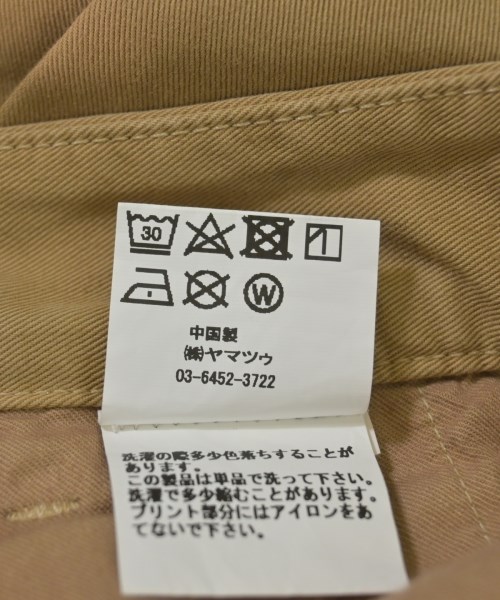 30
W
中国製
㈱ヤマツゥ
03-6452-3722
洗濯の際多少色落ちすることが
あります。
この製品は単品で洗って下さい。
洗濯で多少縮むことがあります。
プリント部分にはアイロンをあ
てないで下さい。